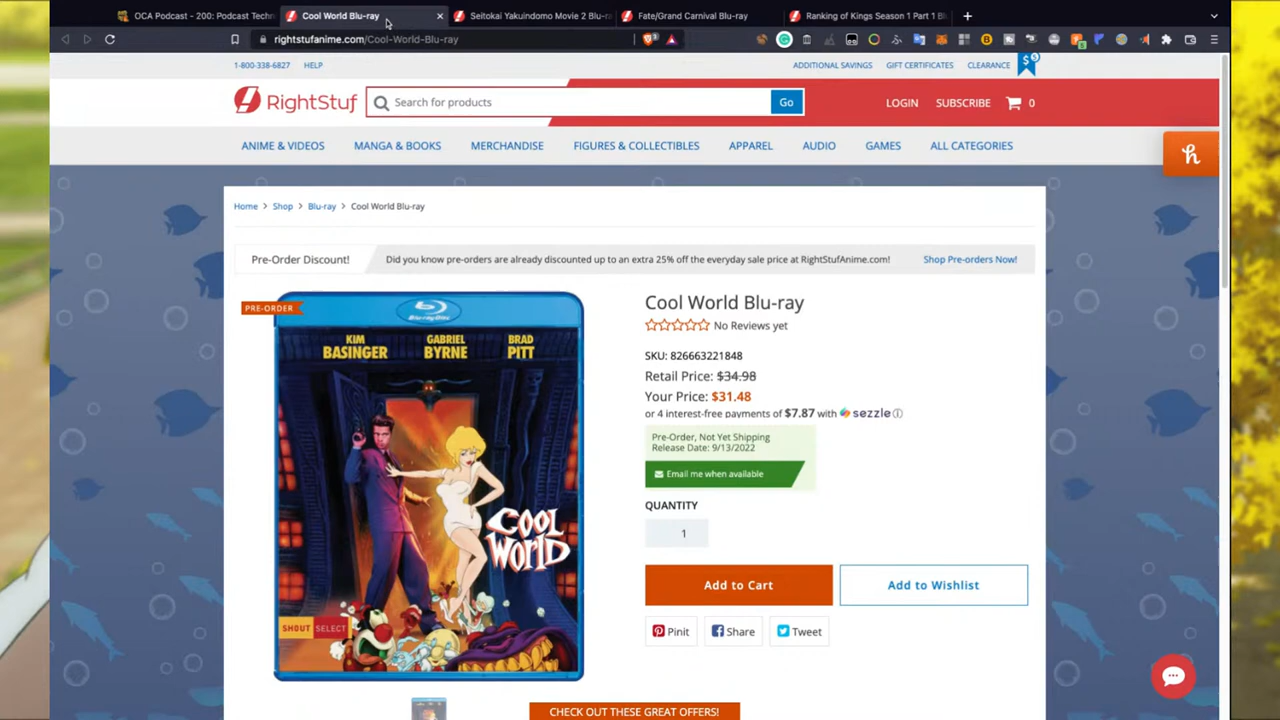 OCA Podcast - 200: Podcast Techn
Cool World Blu-ray
Seitokai Yakuindomo Movie 2 Blu-ra
Fate/Grand Carnival Blu-ray
Ranking of Kings Season 1 Part 1 Bl
rightstufanime.com/Cool-World-Blu-ray
1-800-338-6827 HELP
ADDITIONAL SAVINGS GIFT CERTIFICATES CLEARANCE
RightStuf
Search for products
Go
LOGIN SUBSCRIBE 0
ANIME & VIDEOS MANGA & BOOKS MERCHANDISE FIGURES & COLLECTIBLES APPAREL AUDIO GAMES ALL CATEGORIES
Home > Shop > Blu-ray > Cool World Blu-ray
Pre-Order Discount! Did you know pre-orders are already discounted up to an extra 25% off the everyday sale price at RightStufAnime.com! Shop Pre-orders Now!
PRE-ORDER
Blu-ray Disc
KIM BASINGER
GABRIEL BYRNE
BRAD PITT
COOL WORLD
SHOUT SELECT
Cool World Blu-ray
No Reviews yet
SKU: 826663221848
Retail Price: $34.98
Your Price: $31.48
or 4 interest-free payments of $7.87 with sezzle
Pre-Order, Not Yet Shipping
Release Date: 9/13/2022
Email me when available
QUANTITY
1
Add to Cart
Add to Wishlist
Pinit
Share
Tweet
CHECK OUT THESE GREAT OFFERS!